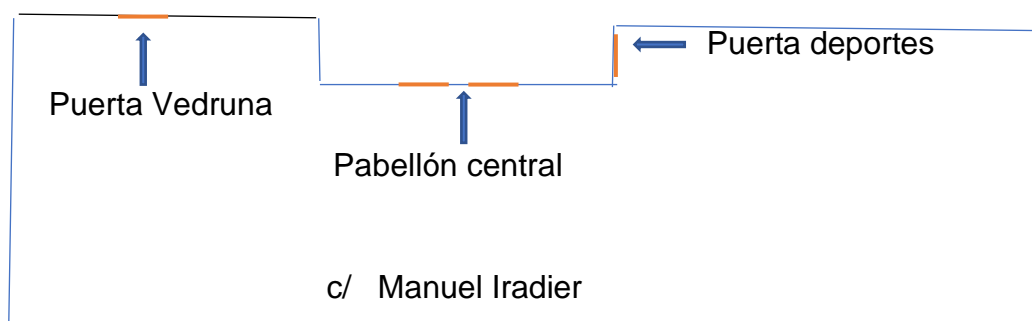 Puerta deportes
Puerta Vedruna
Pabellón central
c/ Manuel Iradier